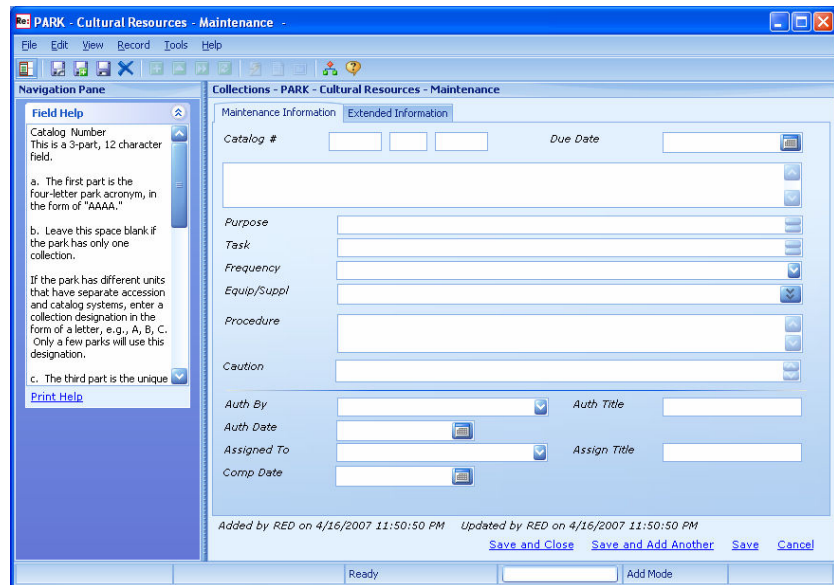 Re: PARK - Cultural Resources - Maintenance -
File Edit View Record Tools Help
Navigation Pane
Field Help
Catalog Number
This is a 3-part, 12 character
field.
a. The first part is the
four-letter park acronym, in
the form of "AAAA."
b. Leave this space blank if
the park has only one
collection.
If the park has different units
that have separate accession
and catalog systems, enter a
collection designation in the
form of a letter, e.g., A, B, C.
Only a few parks will use this
designation.
c. The third part is the unique
Print Help
Collections - PARK - Cultural Resources - Maintenance
Maintenance Information Extended Information
Catalog # Due Date
Purpose
Task
Frequency
Equip/Suppl
Procedure
Caution
Auth By Auth Title
Auth Date
Assigned To Assign Title
Comp Date
Added by RED on 4/16/2007 11:50:50 PM Updated by RED on 4/16/2007 11:50:50 PM
Save and Close Save and Add Another Save Cancel
Ready Add Mode